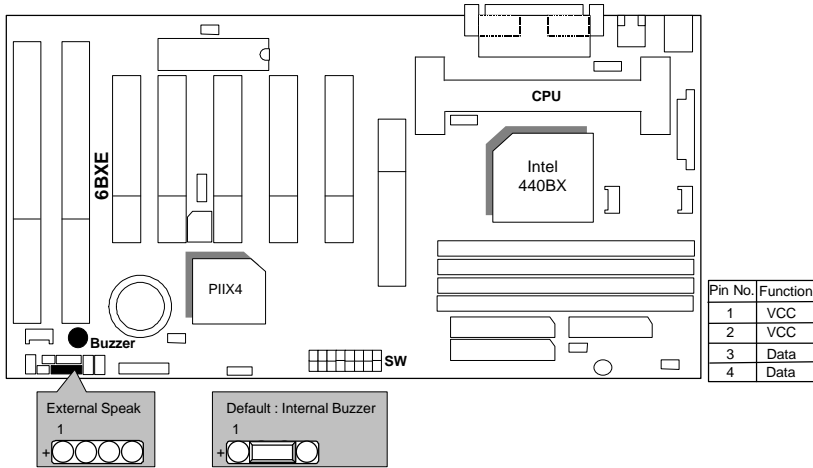 CPU
6BXE
Intel
440BX
PIIX4
Buzzer
SW
Pin No. Function
1 VCC
2 VCC
3 Data
4 Data
External Speak
1
+
Default : Internal Buzzer
1
+